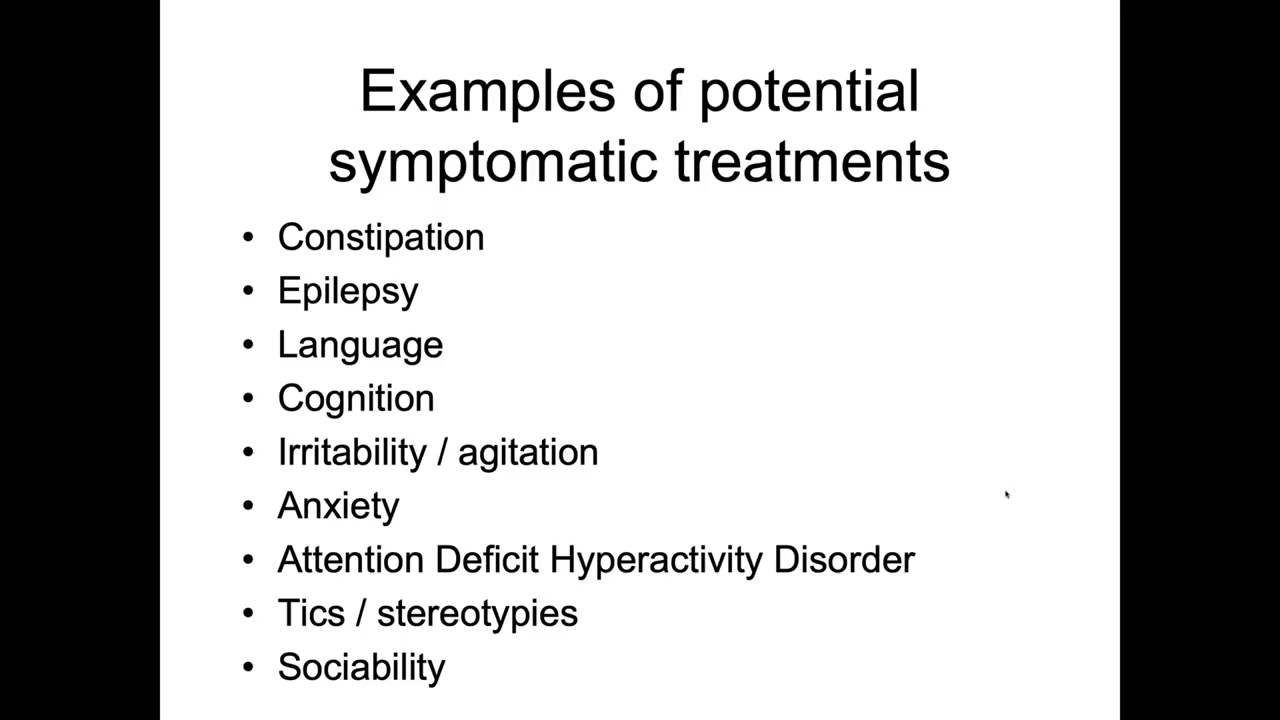 Examples of potential
symptomatic treatments
• Constipation
• Epilepsy
• Language
• Cognition
• Irritability / agitation
• Anxiety
• Attention Deficit Hyperactivity Disorder
• Tics / stereotypies
• Sociability